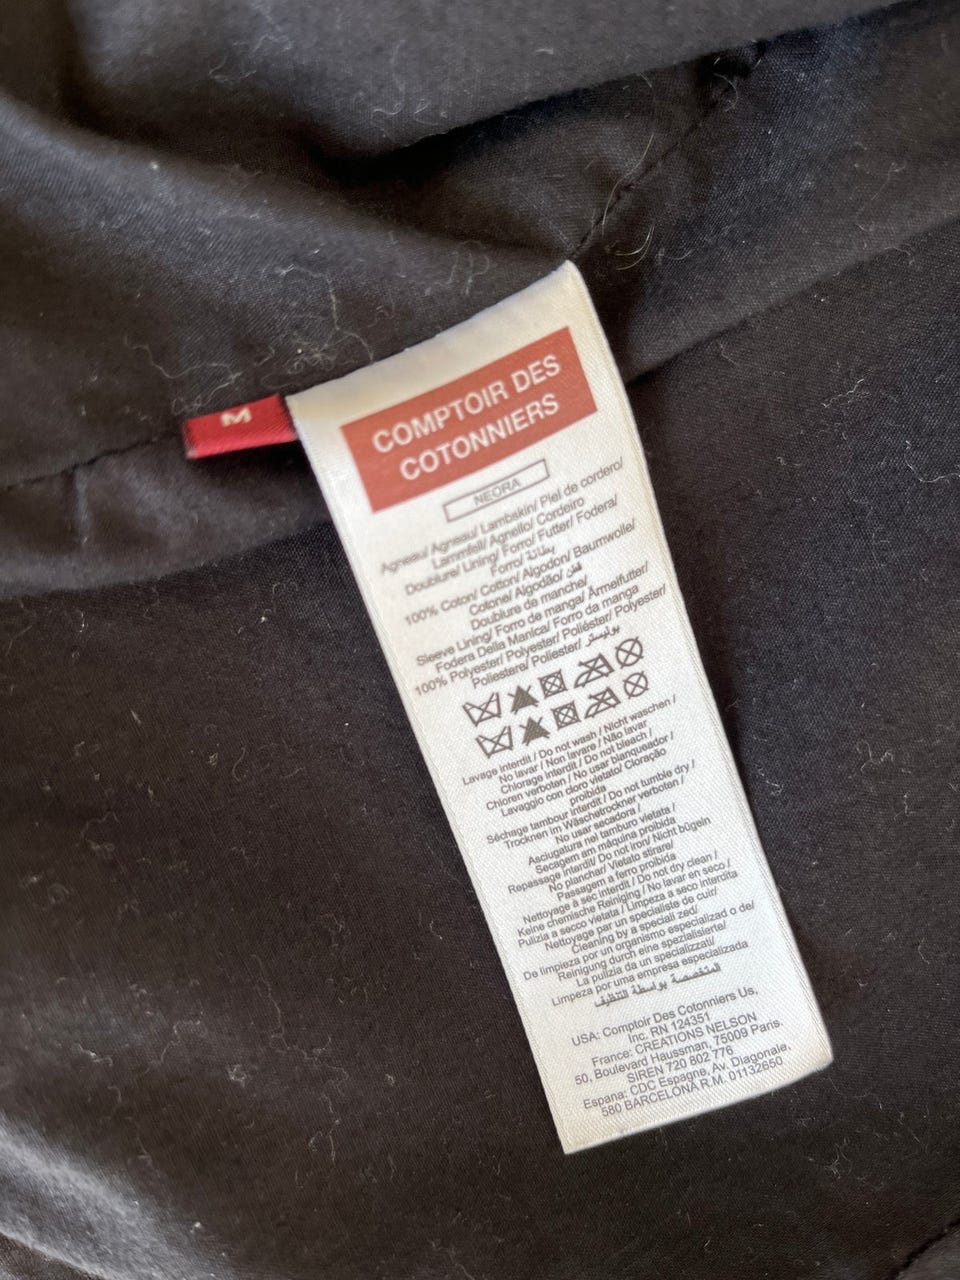 M
COMPTOIR DES
COTONNIERS
NEORA
Agneau/ Agneau/ Lambskin/ Piel de cordero/
Lammfell/ Agnello/ Cordeiro
Doublure/ Lining/ Forro/ Futter/ Fodera/
Forro/ بطانة
100% Coton/ Cotton/ Algodon/ Baumwolle/
Cotone/ Algodão/ قطن
Doublure de manche/
Sleeve Lining/ Forro de manga/ Ärmelfutter/
Fodera Della Manica/ Forro da manga
100% Polyester/ Polyester/ Poliéster/ Polyester/
Poliestere/ Poliester/ بوليستر
Lavage interdit / Do not wash / Nicht waschen /
No lavar / Non lavare / Não lavar
Chlorage interdit / Do not bleach /
Chloren verboten / No usar blanqueador /
Lavaggio con cloro vietato/ Cloração
proibida
Séchage tambour interdit / Do not tumble dry /
Trocknen im Wäschetrockner verboten /
No usar secadora /
Asciugatura nel tamburo vietata /
Secagem am máquina proibida
Repassage interdit/ Do not iron/ Nicht bügeln
No planchar/ Vietato stirare/
Passagem a ferro proibida
Nettoyage à sec interdit / Do not dry clean /
Keine chemische Reiniging / No lavar en seco /
Pulizia a secco vietata / Limpeza a seco interdita
Nettoyage par un specialiste de cuir/
Cleaning by a speciali zed/
De limpieza por un organismo especializad o de/
Reinigung durch eine spezialisierte/
La pulizia da un specializzati/
Limpeza por uma empresa especializada
المتخصصة بواسطة التنظيف
USA: Comptoir Des Cotonniers Us,
Inc. RN 124351
France: CREATIONS NELSON
50, Boulevard Haussman, 75009 Paris.
SIREN 720 802 776
Espana: CDC Espagne, Av. Diagonale,
580 BARCELONA R.M. 01132650